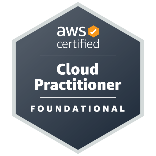 aws
certified
Cloud
Practitioner
FOUNDATIONAL